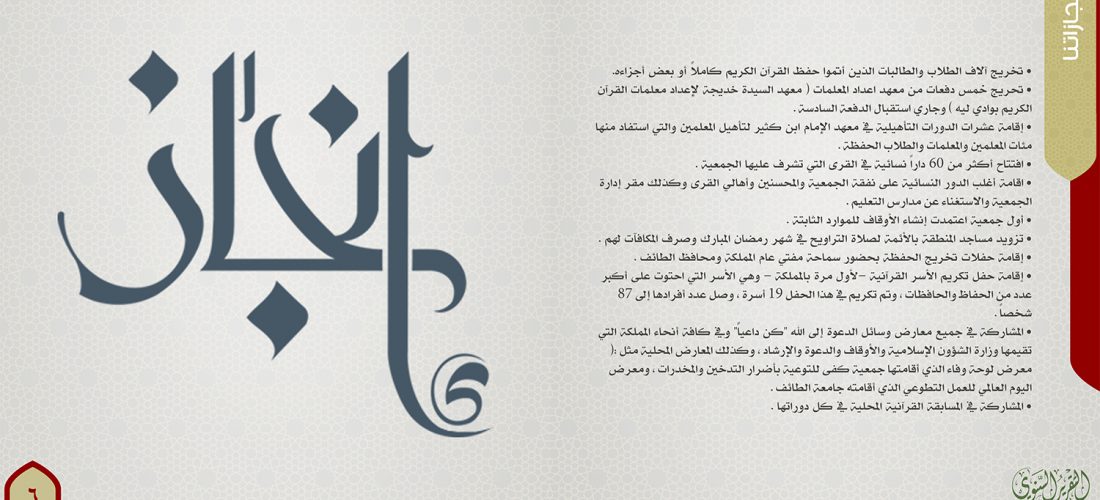 جازاتنا
• تخريج آلاف الطلاب والطالبات الذين أتموا حفظ القرآن الكريم كاملاً أو بعض أجزاءه.
• تحريج خمس دفعات من معهد اعداد المعلمات ( معهد السيدة خديجة لإعداد معلمات القرآن
الكريم بوادي ليه ) وجاري استقبال الدفعة السادسة .
• إقامة عشرات الدورات التأهيلية في معهد الإمام ابن كثير لتأهيل المعلمين والتي استفاد منها
مئات المعلمين والمعلمات والطلاب الحفظة .
• افتتاح أكثر من 60 داراً نسائية في القرى التي تشرف عليها الجمعية .
• اقامة أغلب الدور النسائية على نفقة الجمعية والمحسنين وأهالي القرى وكذلك مقر إدارة
الجمعية والاستغناء عن مدارس التعليم .
• أول جمعية اعتمدت إنشاء الأوقاف للموارد الثابتة .
• تزويد مساجد المنطقة بالأئمة لصلاة التراويح في شهر رمضان المبارك وصرف المكافآت لهم .
• إقامة حفلات تخريج الحفظة بحضور سماحة مفتي عام المملكة ومحافظ الطائف .
• إقامة حفل تكريم الأسر القرآنية –لأول مرة بالمملكة – وهي الأسر التي احتوت على أكبر
عدد من الحفاظ والحافظات ، وتم تكريم في هذا الحفل 19 أسرة ، وصل عدد أفرادها إلى 87
شخصاً .
• المشاركة في جميع معارض وسائل الدعوة إلى الله "كن داعياً" وفي كافة أنحاء المملكة التي
تقيمها وزارة الشؤون الإسلامية والأوقاف والدعوة والإرشاد ، وكذلك المعارض المحلية مثل :(
معرض لوحة وفاء الذي أقامتها جمعية كفى للتوعية بأضرار التدخين والمخدرات ، ومعرض
اليوم العالمي للعمل التطوعي الذي أقامته جامعة الطائف .
• المشاركة في المسابقة القرآنية المحلية في كل دوراتها .
التقرير السنوي
٦